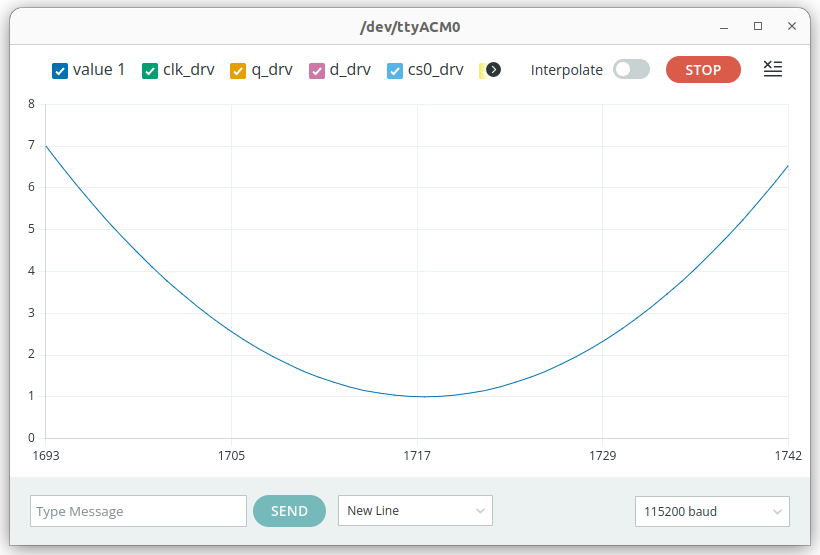 /dev/ttyACM0
value 1 clk_drv q_drv d_drv cs0_drv Interpolate STOP
8
7
6
5
4
3
2
1
0
1693 1705 1717 1729 1742
Type Message SEND New Line 115200 baud